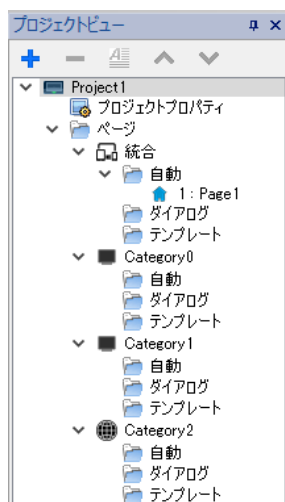 プロジェクトビュー
Project1
プロジェクトプロパティ
ページ
統合
自動
1 : Page1
ダイアログ
テンプレート
Category0
自動
ダイアログ
テンプレート
Category1
自動
ダイアログ
テンプレート
Category2
自動
ダイアログ
テンプレート